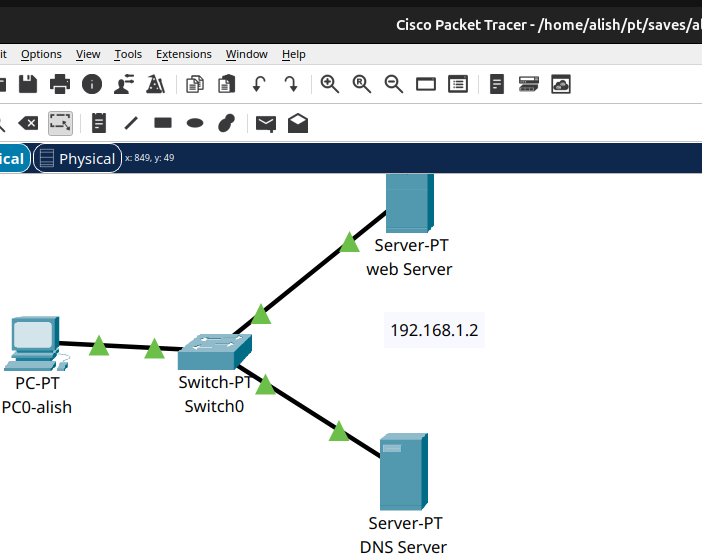 Cisco Packet Tracer - /home/alish/pt/saves/al
it Options View Tools Extensions Window Help
ical Physical x: 849, y: 49
Server-PT
web Server
192.168.1.2
PC-PT
PC0-alish
Switch-PT
Switch0
Server-PT
DNS Server